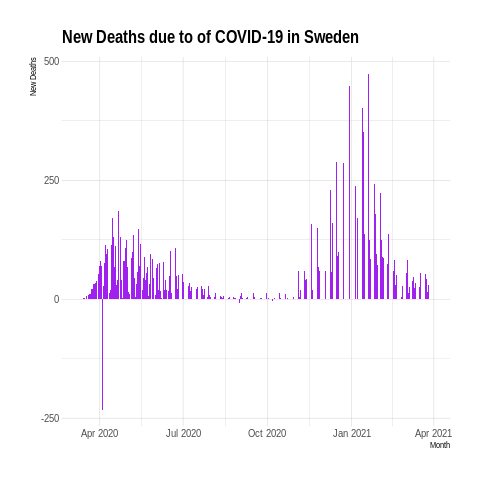 New Deaths due to of COVID-19 in Sweden
New Deaths
500
250
0
-250
Apr 2020 Jul 2020 Oct 2020 Jan 2021 Apr 2021
Month